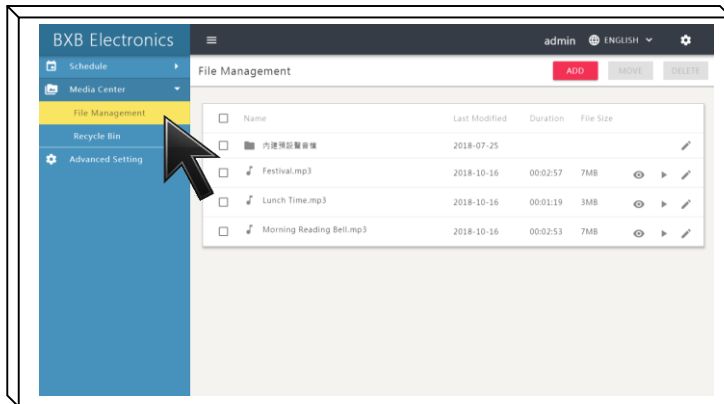 BXB Electronics
admin ENGLISH
Schedule
Media Center
File Management
Recycle Bin
Advanced Setting
File Management
ADD MOVE DELETE
Name Last Modified Duration File Size
內建預設聲音檔 2018-07-25
Festival.mp3 2018-10-16 00:02:57 7MB
Lunch Time.mp3 2018-10-16 00:01:19 3MB
Morning Reading Bell.mp3 2018-10-16 00:02:53 7MB